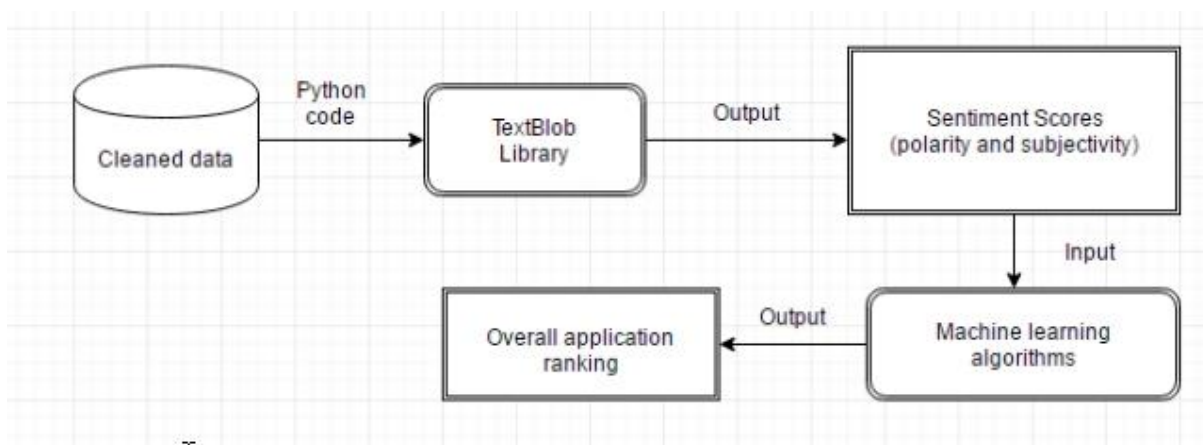 Cleaned data
Python
code
TextBlob
Library
Output
Sentiment Scores
(polarity and subjectivity)
Input
Machine learning
algorithms
Output
Overall application
ranking